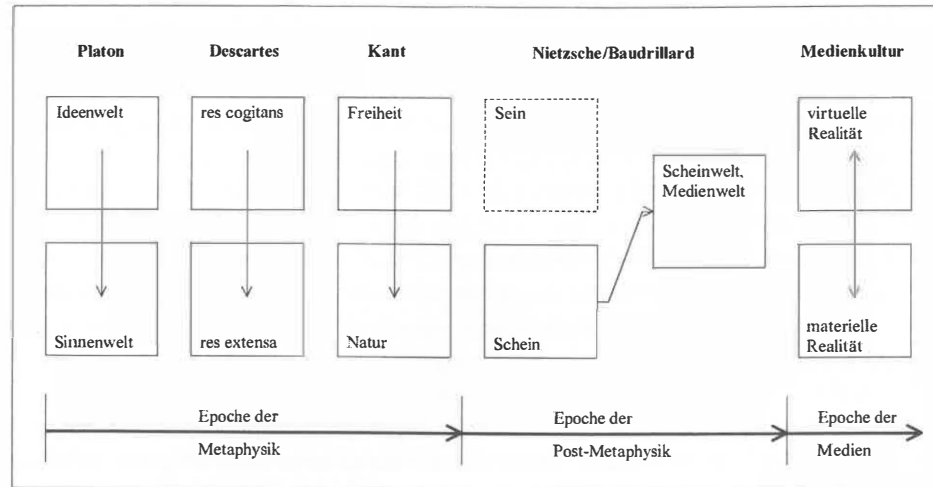 Platon
Descartes
Kant
Nietzsche/Baudrillard
Medienkultur
Ideenwelt
res cogitans
Freiheit
Sein
virtuelle
Realität
Scheinwelt,
Medienwelt
Sinnenwelt
res extensa
Natur
Schein
materielle
Realität
Epoche der
Metaphysik
Epoche der
Post-Metaphysik
Epoche der
Medien